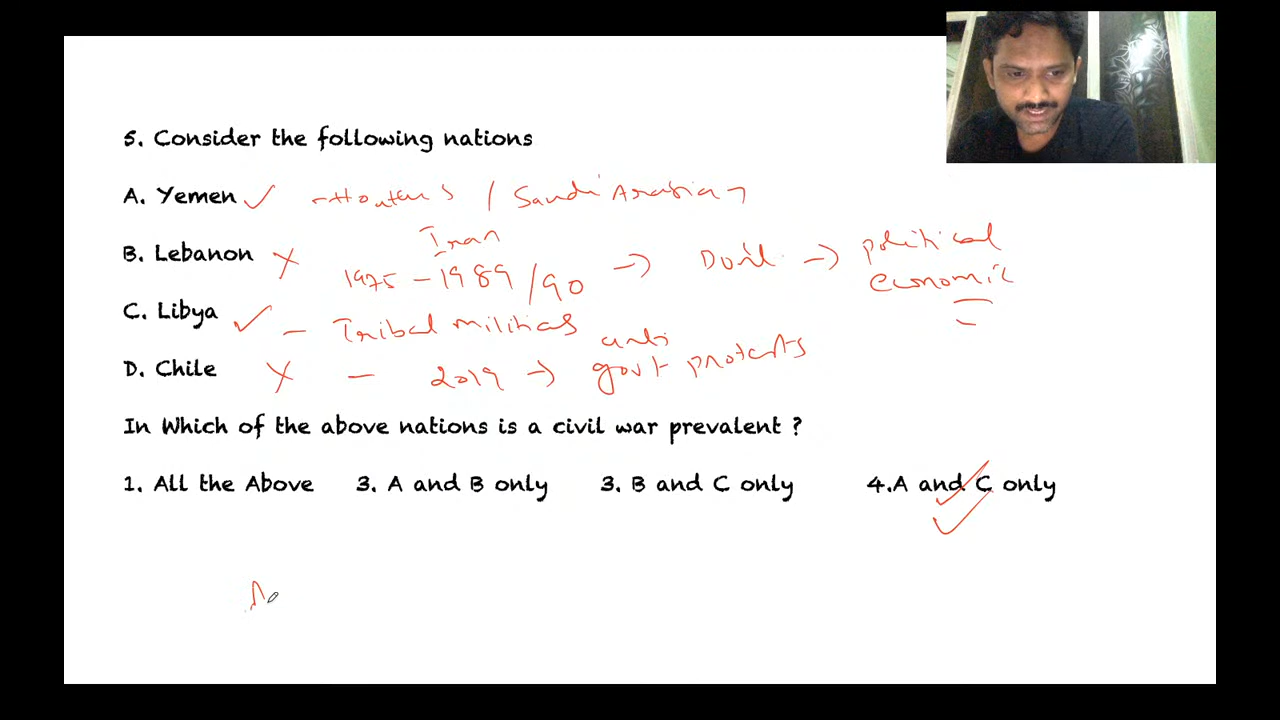 5. Consider the following nations
A. Yemen ✓ - Houteus / Saudi Arabia
Iran
B. Lebanon X 1975 - 1989/90 → → political
economic
C. Libya ✓ - Tribal militias
anti
D. Chile X - 2019 → govt protests
In Which of the above nations is a civil war prevalent ?
1. All the Above 3. A and B only 3. B and C only 4.A and C only